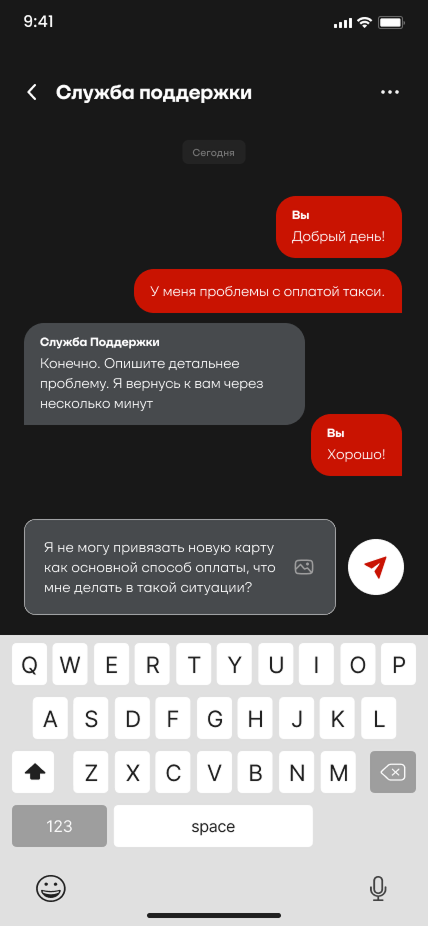 9:41
Служба поддержки
Сегодня
Вы
Добрый день!
У меня проблемы с оплатой такси.
Служба Поддержки
Конечно. Опишите детальнее
проблему. Я вернусь к вам через
несколько минут
Вы
Хорошо!
Я не могу привязать новую карту
как основной способ оплаты, что
мне делать в такой ситуации?
Q W E R T Y U I O P
A S D F G H J K L
Z X C V B N M
123 space